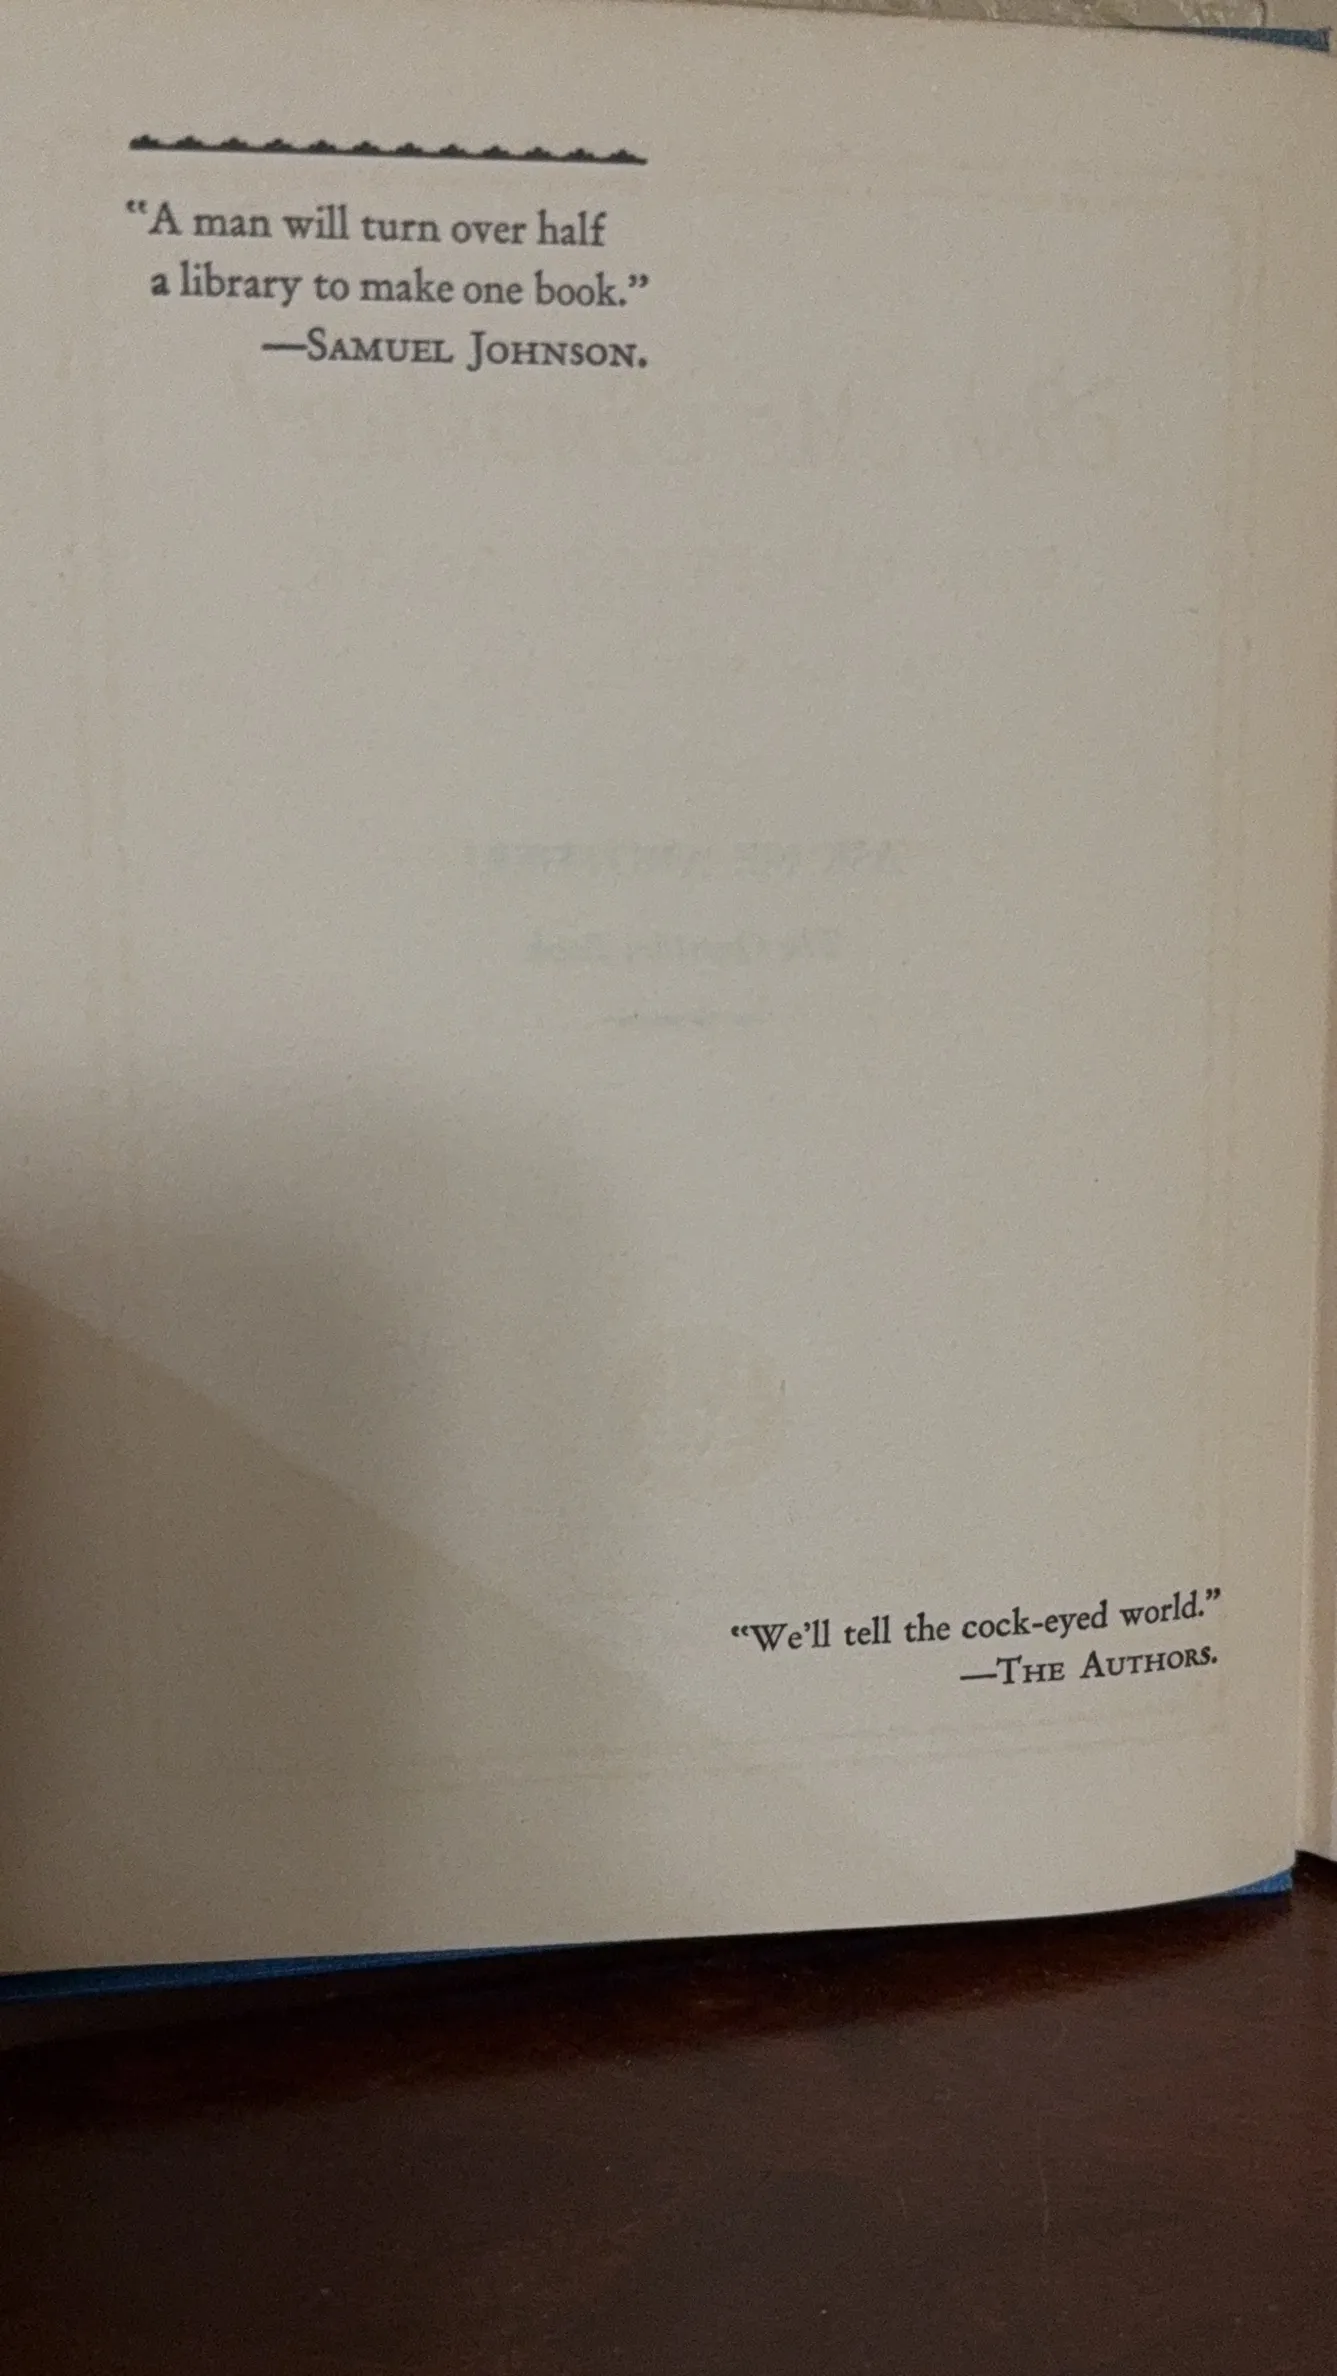 “A man will turn over half
a library to make one book.”
—SAMUEL JOHNSON.
“We’ll tell the cock-eyed world.”
—THE AUTHORS.